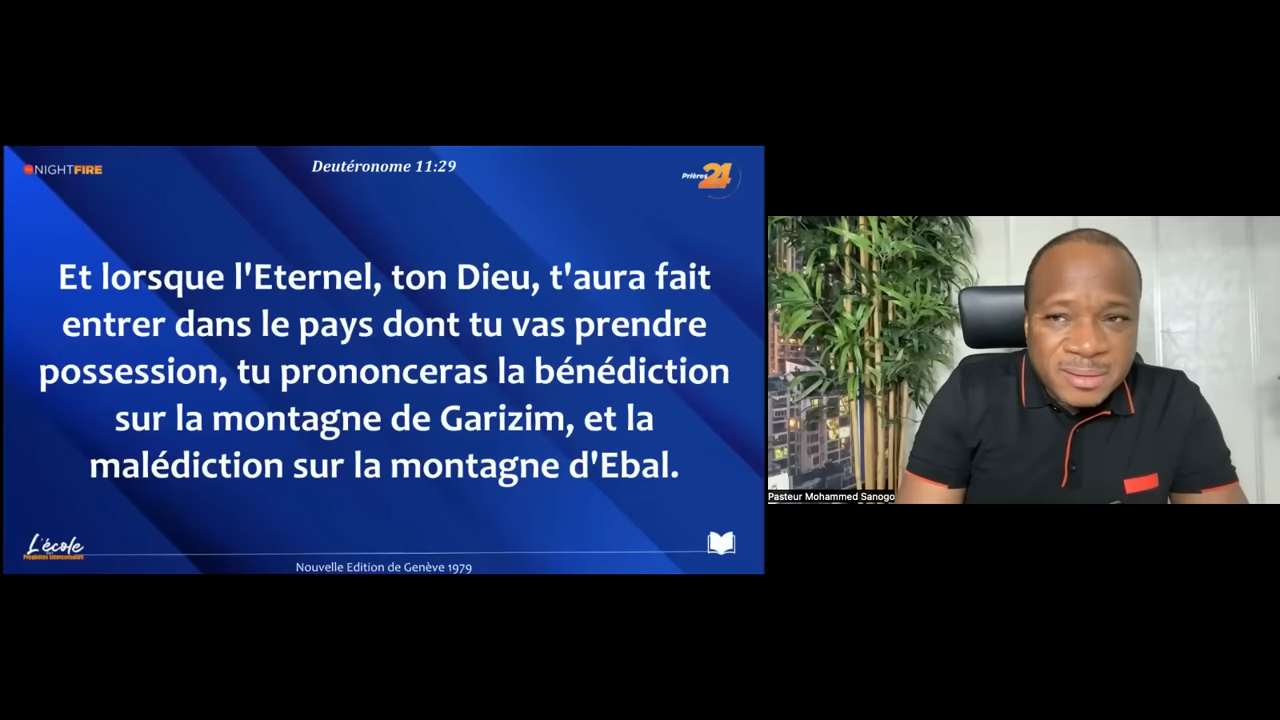 NIGHTFIRE
Deutéronome 11:29
Prières 24
Et lorsque l'Eternel, ton Dieu, t'aura fait
entrer dans le pays dont tu vas prendre
possession, tu prononceras la bénédiction
sur la montagne de Garizim, et la
malédiction sur la montagne d'Ebal.
L'école
Nouvelle Edition de Genève 1979
Pasteur Mohammed Sanogo